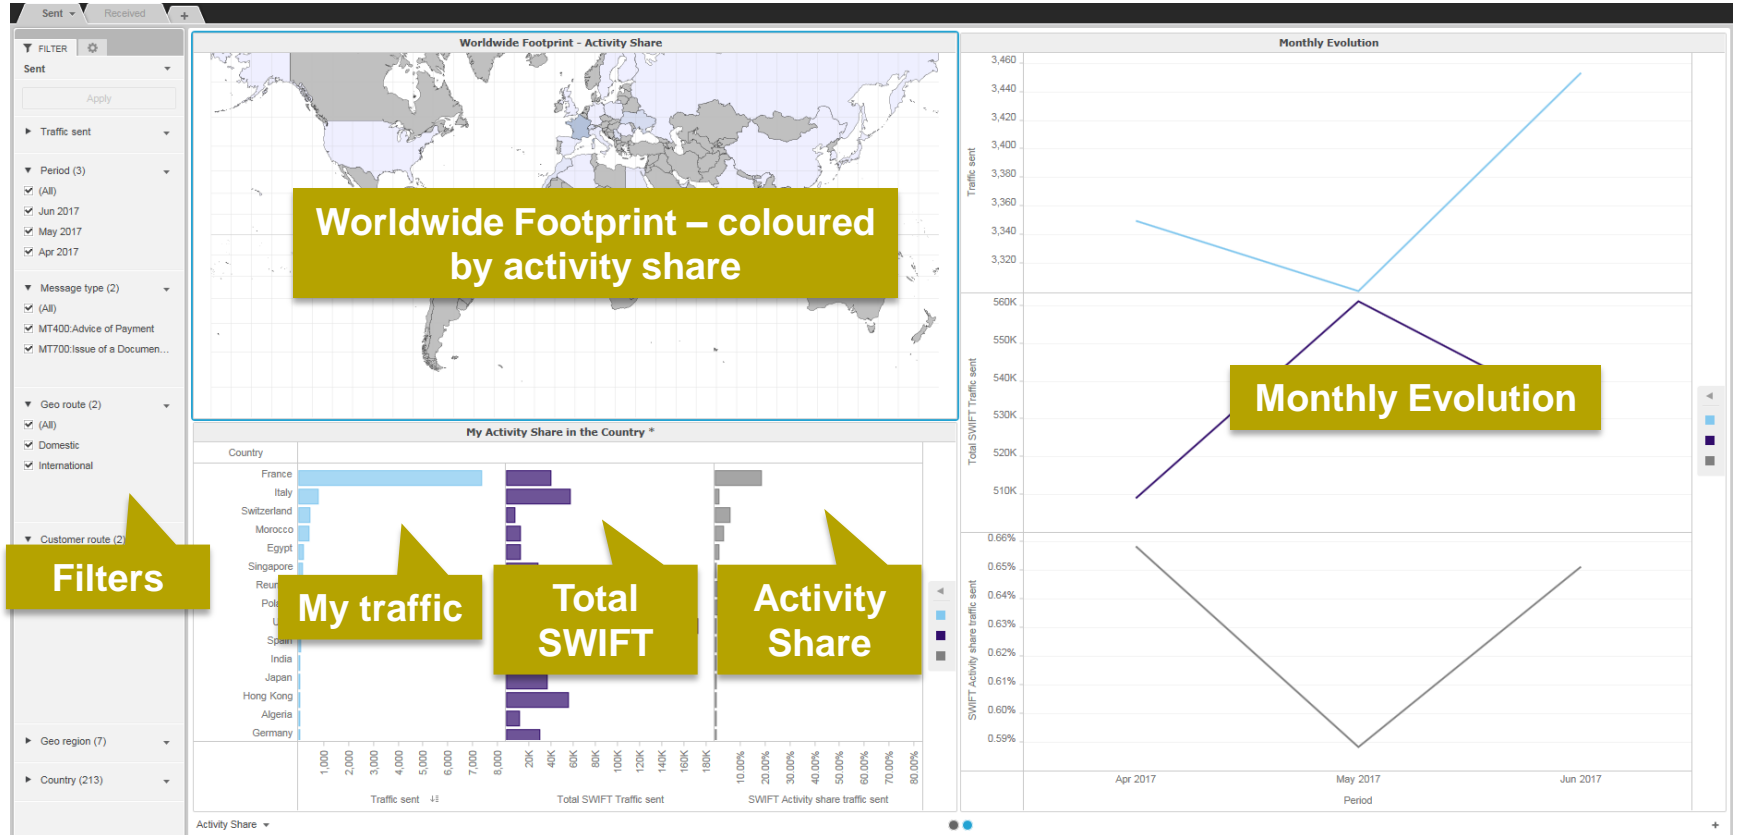 Sent
Received
+
FILTER
Sent
Apply
Traffic sent
Period (3)
(All)
Jun 2017
May 2017
Apr 2017
Message type (2)
(All)
MT400:Advice of Payment
MT700:Issue of a Documen...
Geo route (2)
(All)
Domestic
International
Customer route (2)
Filters
Geo region (7)
Country (213)
Worldwide Footprint - Activity Share
Worldwide Footprint – coloured
by activity share
My Activity Share in the Country *
Country
France
Italy
Switzerland
Morocco
Egypt
Singapore
Spain
India
Japan
Hong Kong
Algeria
Germany
My traffic
Total
SWIFT
Activity
Share
1,000
2,000
3,000
4,000
5,000
6,000
7,000
8,000
20K
40K
60K
80K
100K
120K
140K
160K
180K
10.00%
20.00%
30.00%
40.00%
50.00%
60.00%
70.00%
80.00%
Traffic sent
Total SWIFT Traffic sent
SWIFT Activity share traffic sent
Activity Share
Monthly Evolution
3,460
3,440
3,420
3,400
3,380
3,360
3,340
3,320
Traffic sent
560K
550K
540K
530K
520K
510K
Total SWIFT Traffic sent
Monthly Evolution
0.66%
0.65%
0.64%
0.63%
0.62%
0.61%
0.60%
0.59%
SWIFT Activity share traffic sent
Apr 2017
May 2017
Jun 2017
Period
+